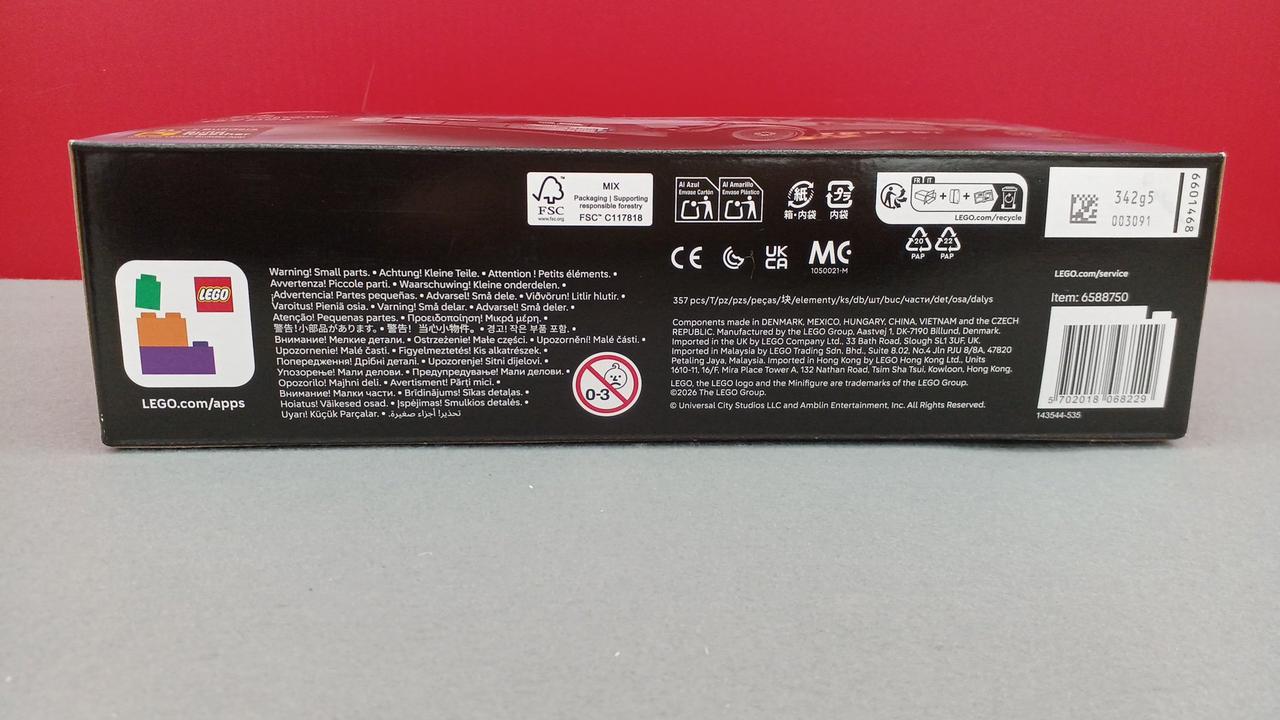 FSC
www.fsc.org
MIX
Packaging | Supporting
responsible forestry
FSC™ C117818
Al Azul
Envase Cartón
Al Amarillo
Envase Plástico
紙
箱・内袋
プラ
内袋
FR
IT
LEGO.com/recycle
342g5
003091
6601468
CE
UK
CA
MC
1050021-M
20
PAP
22
PAP
LEGO.com/service
Item: 6588750
LEGO
LEGO.com/apps
Warning! Small parts. • Achtung! Kleine Teile. • Attention ! Petits éléments. •
Avvertenza! Piccole parti. • Waarschuwing! Kleine onderdelen. •
¡Advertencia! Partes pequeñas. • Advarsel! Små dele. • Viðvörun! Litlir hlutir. •
Varoitus! Pieniä osia. • Varning! Små delar. • Advarsel! Små deler. •
Atenção! Pequenas partes. • Προειδοποίηση! Μικρά μέρη. •
警告!小部品があります。• 警告! 当心小物件。• 경고! 작은 부품 포함. •
Внимание! Мелкие детали. • Ostrzeżenie! Małe części. • Upozornění! Malé části. •
Upozornenie! Malé časti. • Figyelmeztetés! Kis alkatrészek. •
Попередження! Дрібні деталі. • Upozorenje! Sitni dijelovi. •
Упозорење! Мали делови. • Предупредување! Мали делови. •
Opozorilo! Majhni deli. • Avertisment! Părți mici. •
Внимание! Малки части. • Brīdinājums! Sīkas detaļas. •
Hoiatus! Väikesed osad. • Įspėjimas! Smulkios detalės. •
Uyarı! Küçük Parçalar. • تحذير! أجزاء صغيرة. •
0-3
357 pcs/T/pz/pzs/peças/块/elementy/ks/db/шт/buc/части/det/osa/dalys
Components made in DENMARK, MEXICO, HUNGARY, CHINA, VIETNAM and the CZECH
REPUBLIC. Manufactured by the LEGO Group, Aastvej 1, DK-7190 Billund, Denmark.
Imported in the UK by LEGO Company Ltd., 33 Bath Road, Slough SL1 3UF, UK.
Imported in Malaysia by LEGO Trading Sdn. Bhd., Suite 8.02, No.4 Jln PJU 8/8A, 47820
Petaling Jaya, Malaysia. Imported in Hong Kong by LEGO Hong Kong Ltd., Units
1610-11, 16/F, Mira Place Tower A, 132 Nathan Road, Tsim Sha Tsui, Kowloon, Hong Kong.
LEGO, the LEGO logo and the Minifigure are trademarks of the LEGO Group.
©2026 The LEGO Group.
© Universal City Studios LLC and Amblin Entertainment, Inc. All Rights Reserved.
5 702018 068229
143544-535